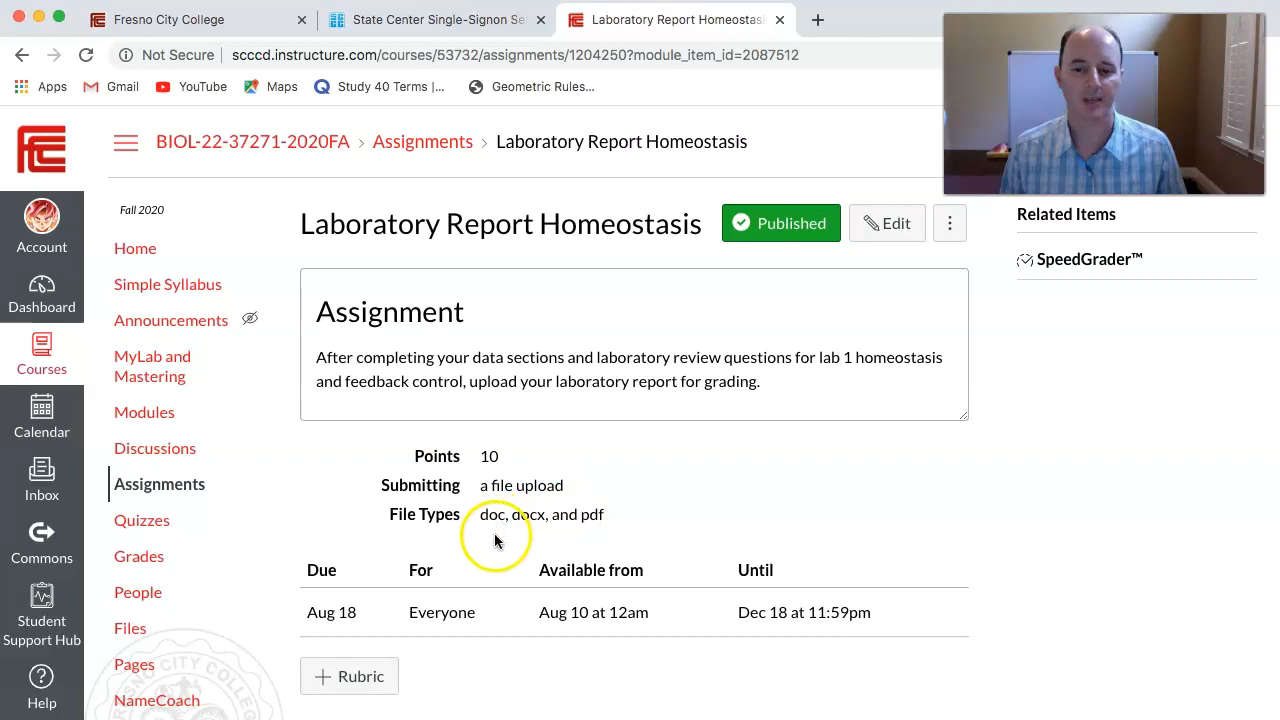 Fresno City College
State Center Single-Signon Se
Laboratory Report Homeostasis
Not Secure
scccd.instructure.com/courses/53732/assignments/1204250?module_item_id=2087512
Apps
Gmail
YouTube
Maps
Study 40 Terms |...
Geometric Rules...
BIOL-22-37271-2020FA
Assignments
Laboratory Report Homeostasis
Account
Dashboard
Courses
Calendar
Inbox
Commons
Student
Support Hub
Help
Fall 2020
Home
Simple Syllabus
Announcements
MyLab and
Mastering
Modules
Discussions
Assignments
Quizzes
Grades
People
Files
Pages
NameCoach
Laboratory Report Homeostasis
Published
Edit
Assignment
After completing your data sections and laboratory review questions for lab 1 homeostasis
and feedback control, upload your laboratory report for grading.
Points 10
Submitting a file upload
File Types doc, docx, and pdf
Due For Available from Until
Aug 18 Everyone Aug 10 at 12am Dec 18 at 11:59pm
Rubric
Related Items
SpeedGrader™